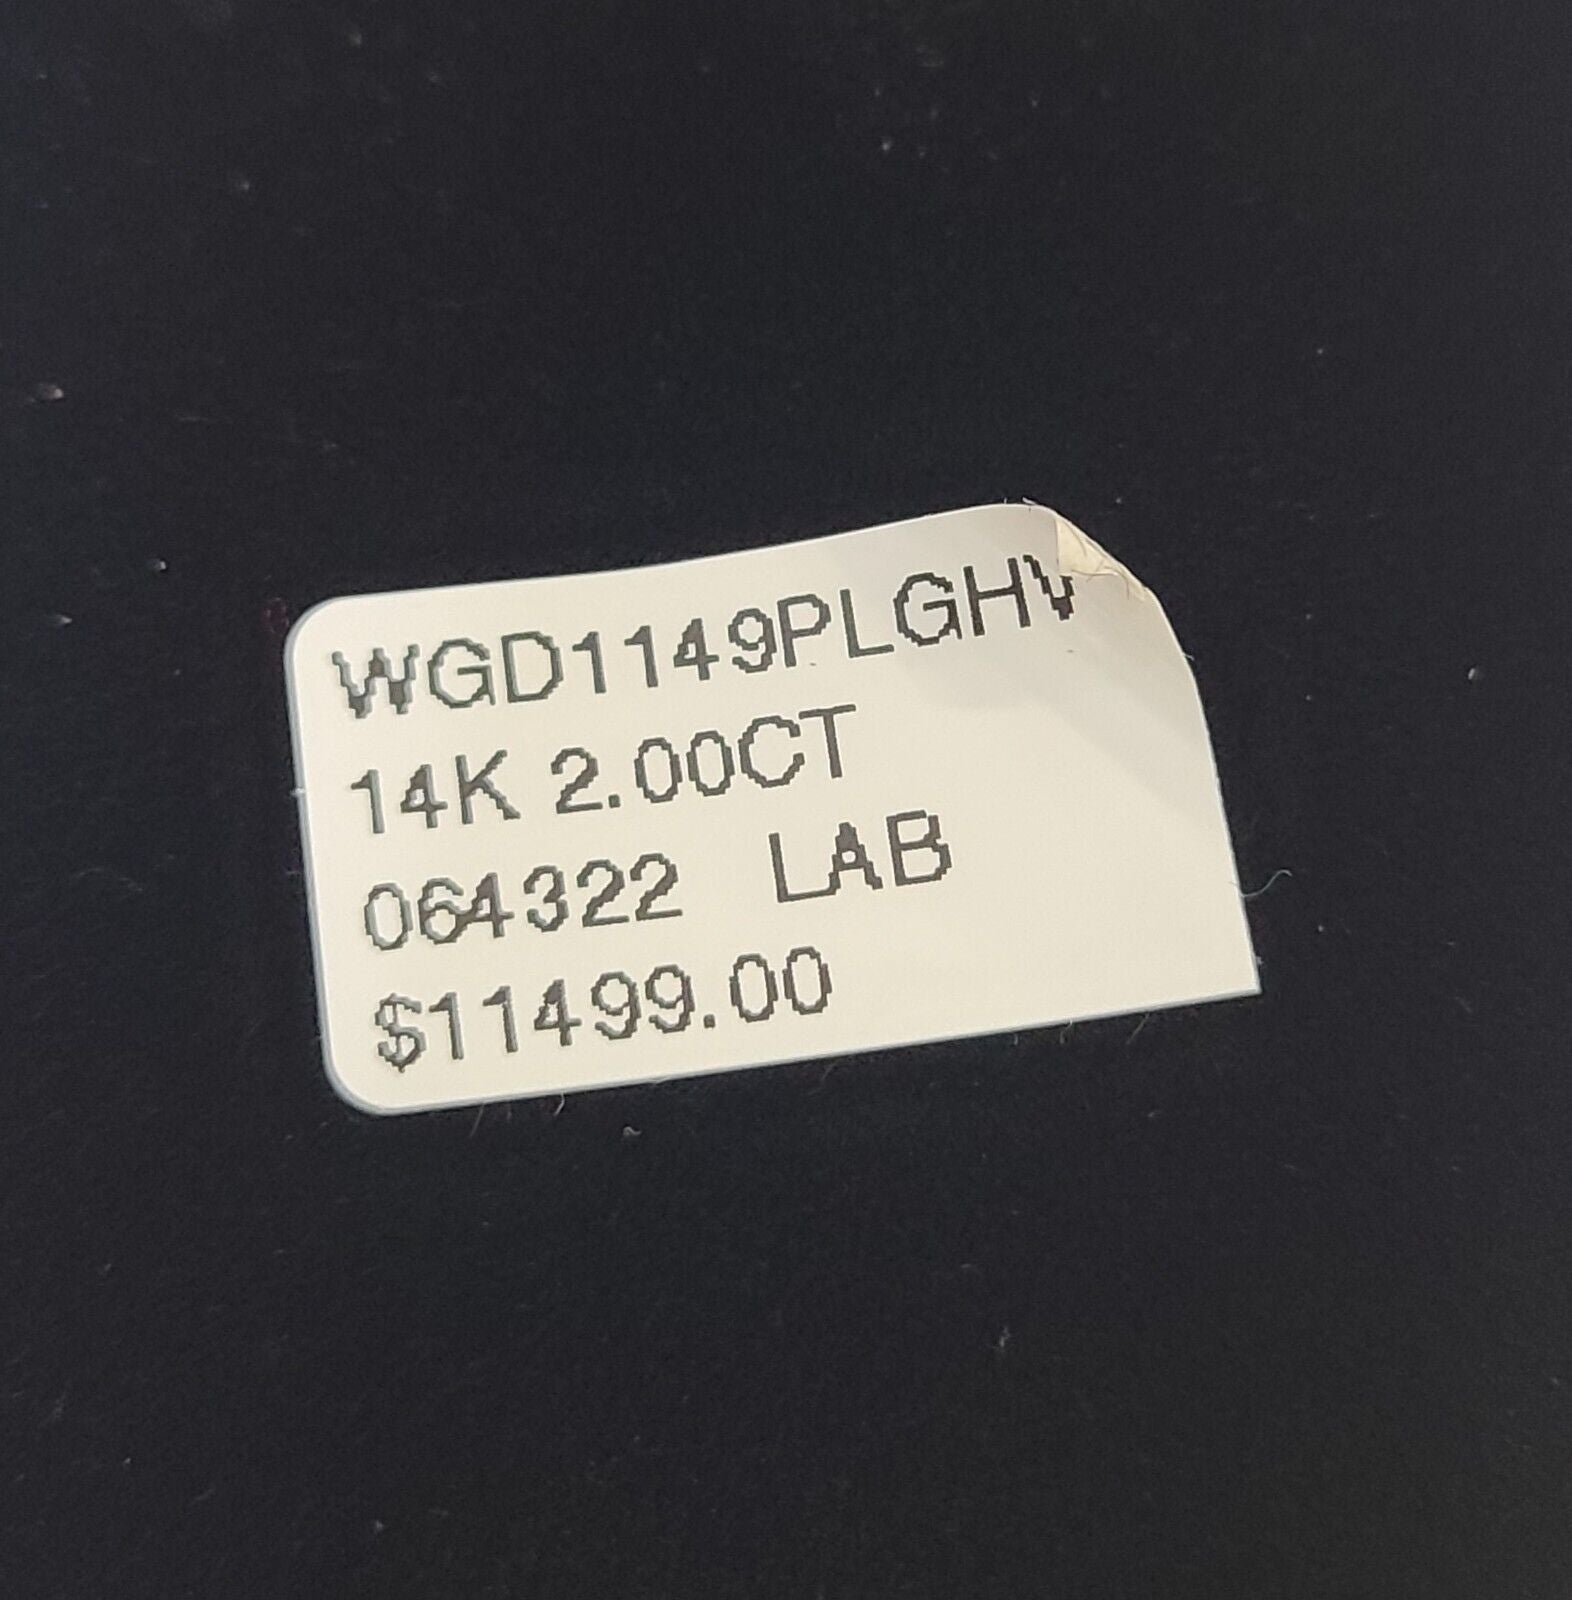 WGD1149PLGHV
14K 2.00CT
064322 LAB
$11499.00